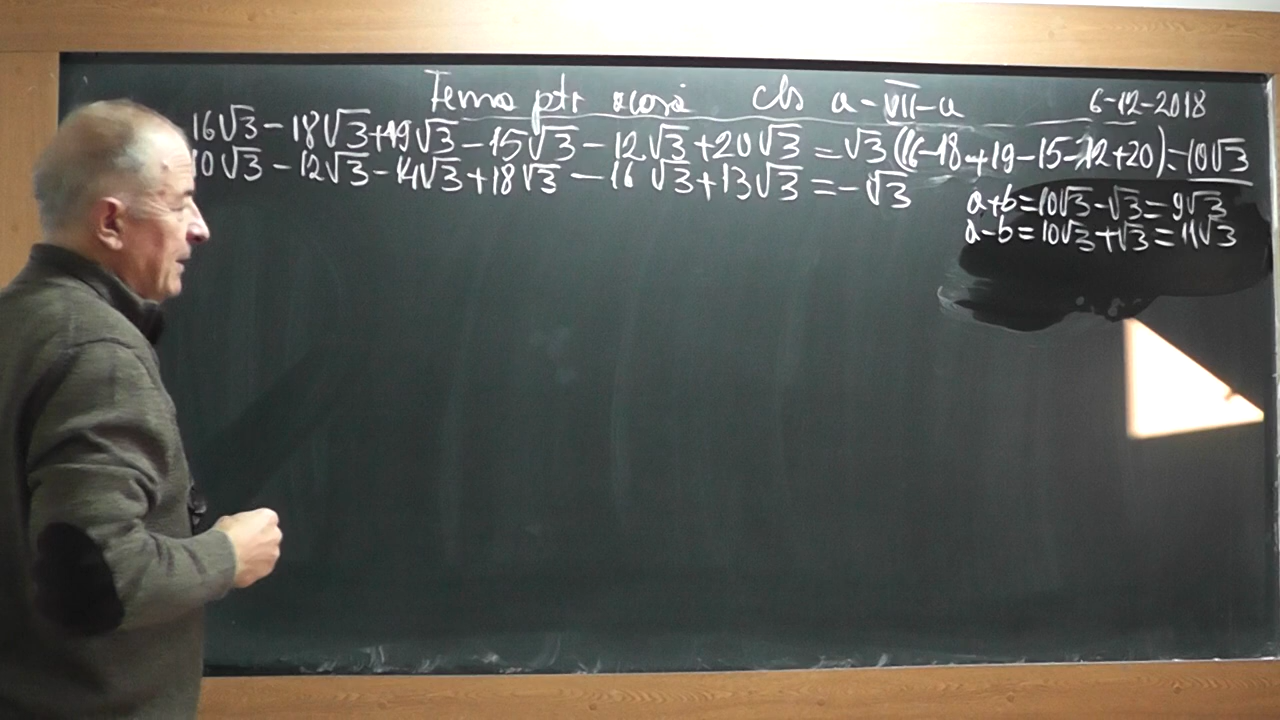 Tema ptr acasă cls a-VII-a 6-12-2018
16√3-18√3+19√3-15√3-12√3+20√3=√3(16-18+19-15-12+20)=10√3
10√3-12√3-14√3+18√3-16√3+13√3=-√3
a+b=10√3-√3=9√3
a-b=10√3+√3=11√3